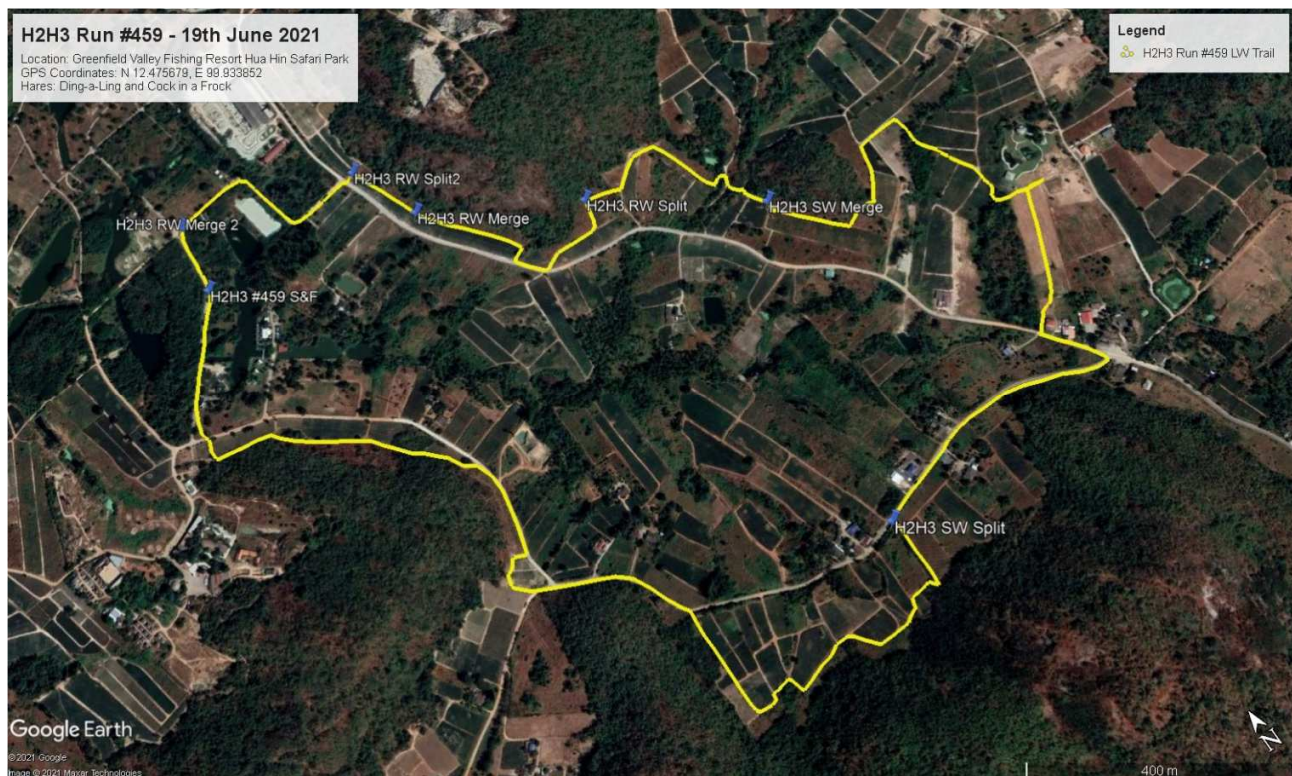 H2H3 Run #459 - 19th June 2021
Location: Greenfield Valley Fishing Resort Hua Hin Safari Park
GPS Coordinates: N 12.475679, E 99.933852
Hares: Ding-a-Ling and Cock in a Frock
Legend
H2H3 Run #459 LW Trail
H2H3 RW Split2
H2H3 RW Merge
H2H3 RW Split
H2H3 SW Merge
H2H3 RW Merge 2
H2H3 #459 S&F
H2H3 SW Split
Google Earth
© 2021 Google
Image © 2021 Maxar Technologies
N
400 m